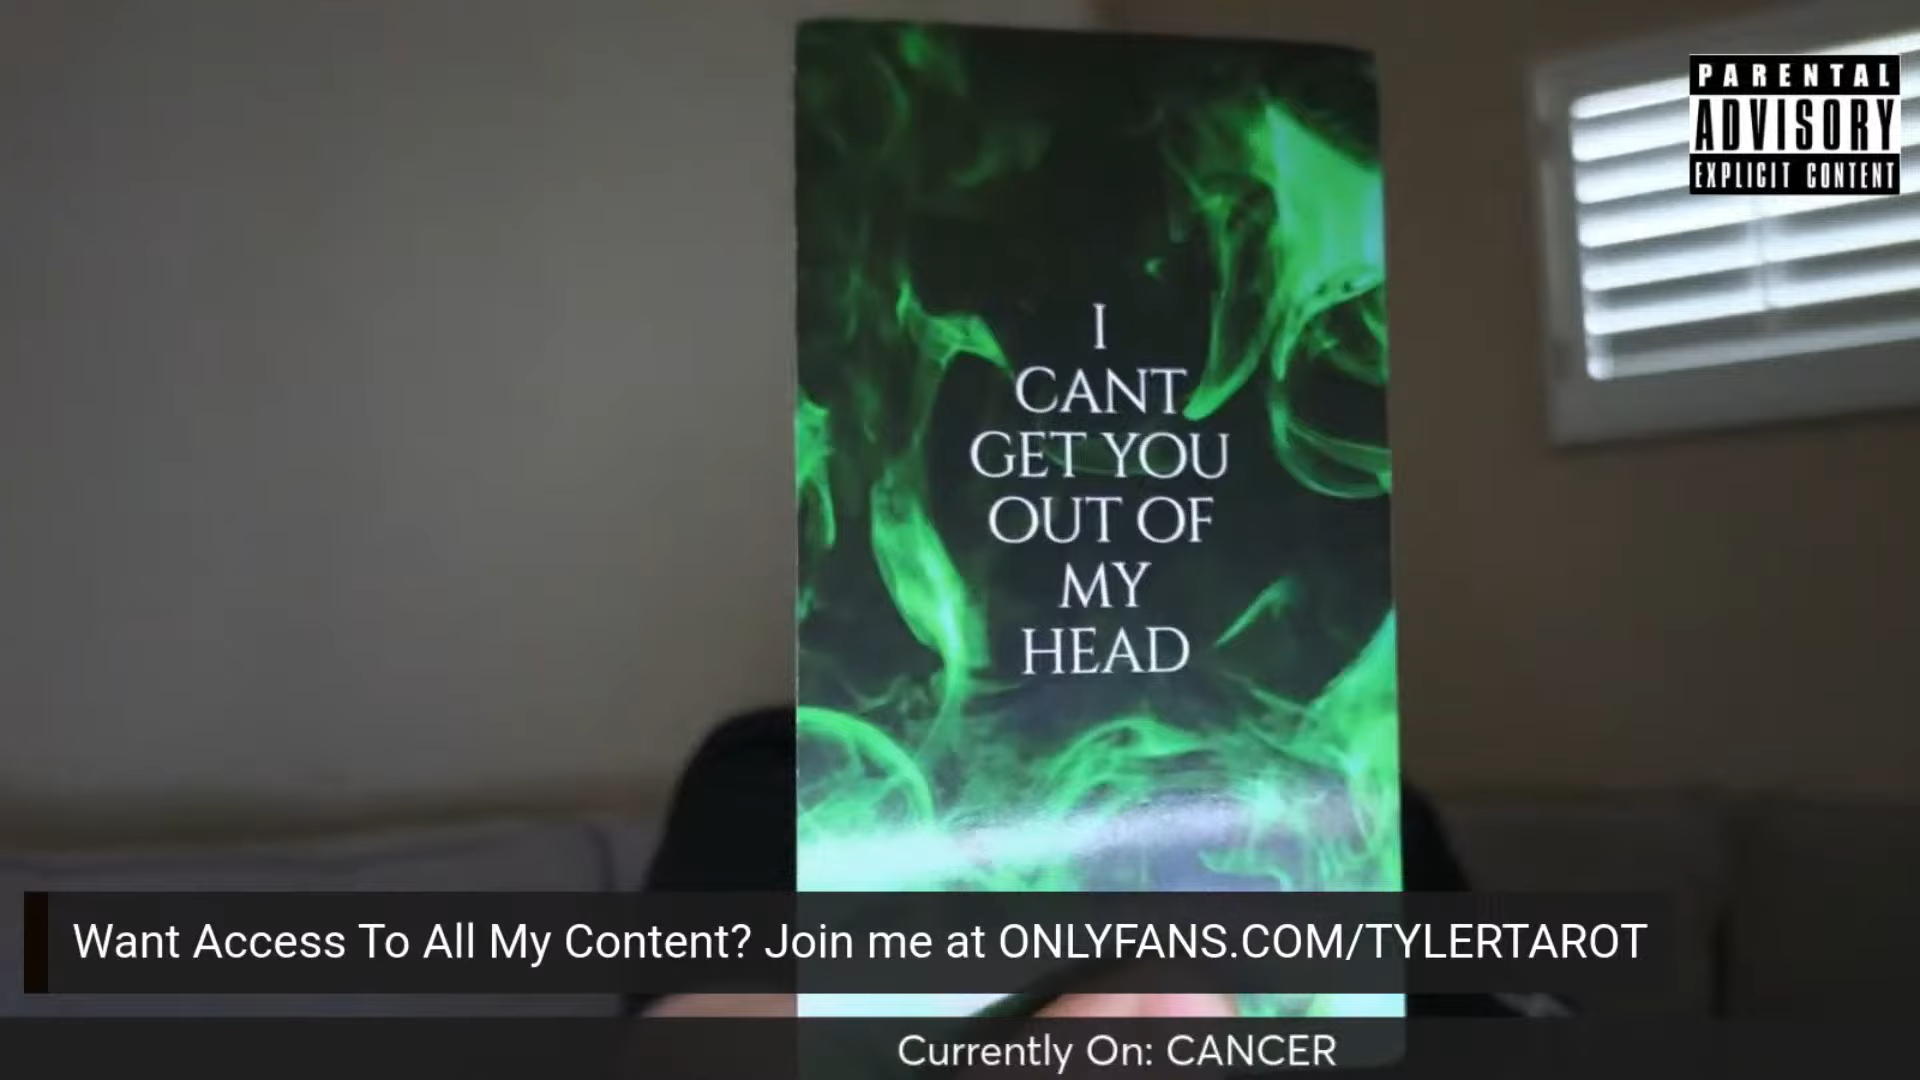 PARENTAL
ADVISORY
EXPLICIT CONTENT
I
CANT
GET YOU
OUT OF
MY
HEAD
Want Access To All My Content? Join me at ONLYFANS.COM/TYLERTAROT
Currently On: CANCER